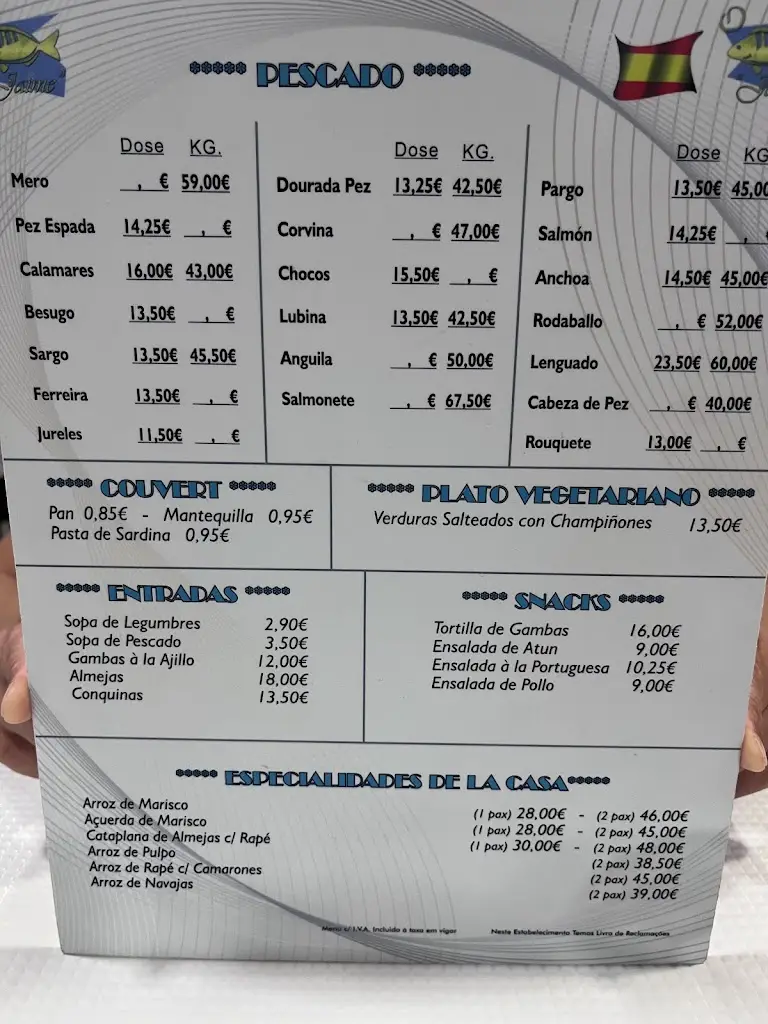 Jaume
***** PESCADO *****
Dose KG.
Mero , € 59,00€
Pez Espada 14,25€ , €
Calamares 16,00€ 43,00€
Besugo 13,50€ , €
Sargo 13,50€ 45,50€
Ferreira 13,50€ , €
Jureles 11,50€ , €
Dose KG.
Dourada Pez 13,25€ 42,50€
Corvina , € 47,00€
Chocos 15,50€ , €
Lubina 13,50€ 42,50€
Anguila , € 50,00€
Salmonete , € 67,50€
Dose KG
Pargo 13,50€ 45,00
Salmón 14,25€ ,
Anchoa 14,50€ 45,00€
Rodaballo , € 52,00€
Lenguado 23,50€ 60,00€
Cabeza de Pez , € 40,00€
Rouquete 13,00€ , €
***** COUVERT *****
Pan 0,85€ - Mantequilla 0,95€
Pasta de Sardina 0,95€
***** PLATO VEGETARIANO *****
Verduras Salteados con Champiñones 13,50€
***** ENTRADAS *****
Sopa de Legumbres 2,90€
Sopa de Pescado 3,50€
Gambas à la Ajillo 12,00€
Almejas 18,00€
Conquinas 13,50€
***** SNACKS *****
Tortilla de Gambas 16,00€
Ensalada de Atun 9,00€
Ensalada à la Portuguesa 10,25€
Ensalada de Pollo 9,00€
***** ESPECIALIDADES DE LA CASA*****
Arroz de Marisco (1 pax) 28,00€ - (2 pax) 46,00€
Açuerda de Marisco (1 pax) 28,00€ - (2 pax) 45,00€
Cataplana de Almejas c/ Rapé (1 pax) 30,00€ - (2 pax) 48,00€
Arroz de Pulpo (2 pax) 38,50€
Arroz de Rapé c/ Camarones (2 pax) 45,00€
Arroz de Navajas (2 pax) 39,00€
Menu c/ I.V.A. Incluido à taxa em vigor
Neste Estabelecimento Temos Livro de Reclamações